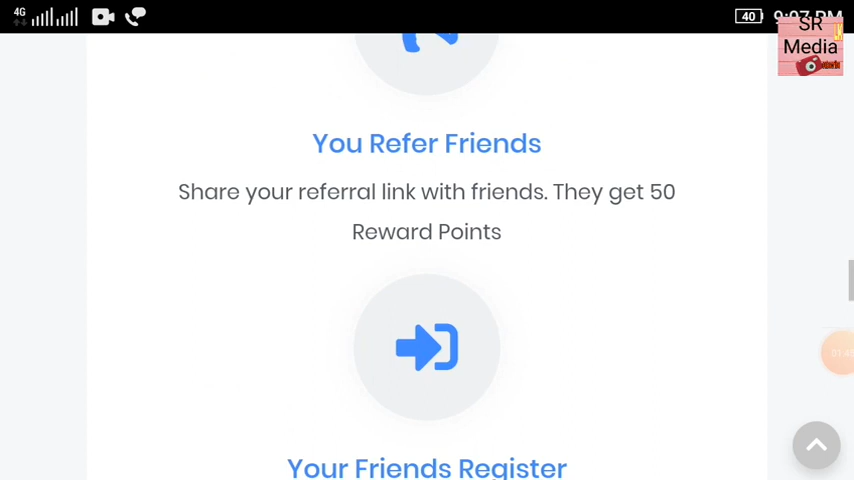 4G
40
SR
Media
You Refer Friends
Share your referral link with friends. They get 50
Reward Points
Your Friends Register